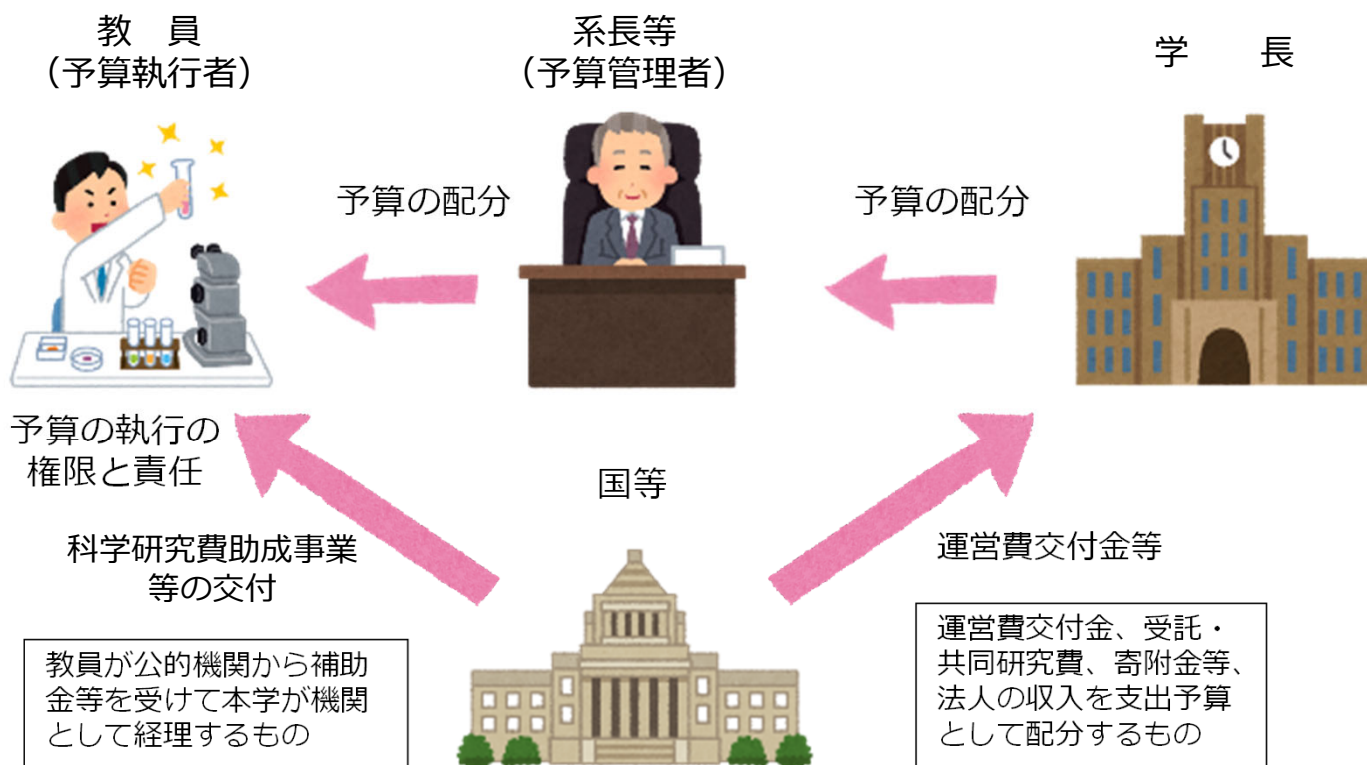 教　員
（予算執行者）
系長等
（予算管理者）
学　　長
予算の配分
予算の配分
予算の執行の
権限と責任
国等
科学研究費助成事業
等の交付
運営費交付金等
教員が公的機関から補助
金等を受けて本学が機関
として経理するもの
運営費交付金、受託・
共同研究費、寄附金等、
法人の収入を支出予算
として配分するもの